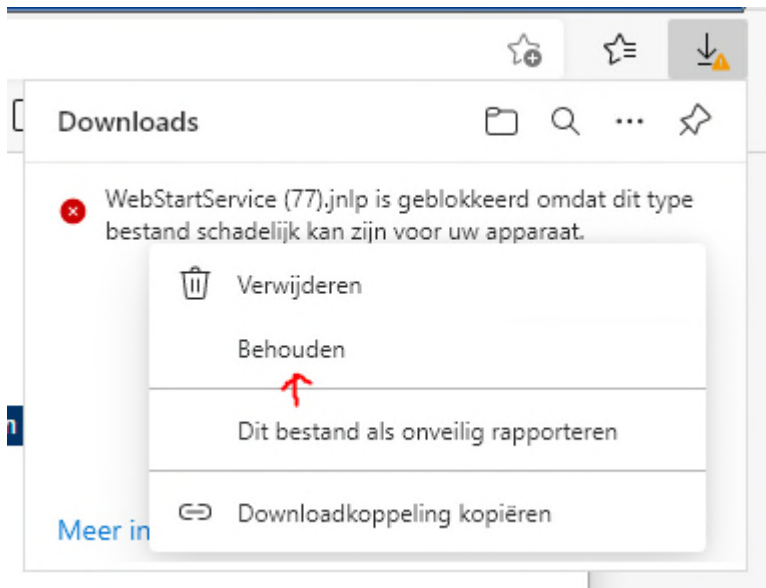 Downloads
WebStartService (77).jnlp is geblokkeerd omdat dit type
bestand schadelijk kan zijn voor uw apparaat.
Verwijderen
Behouden
Dit bestand als onveilig rapporteren
Downloadkoppeling kopiëren
Meer in